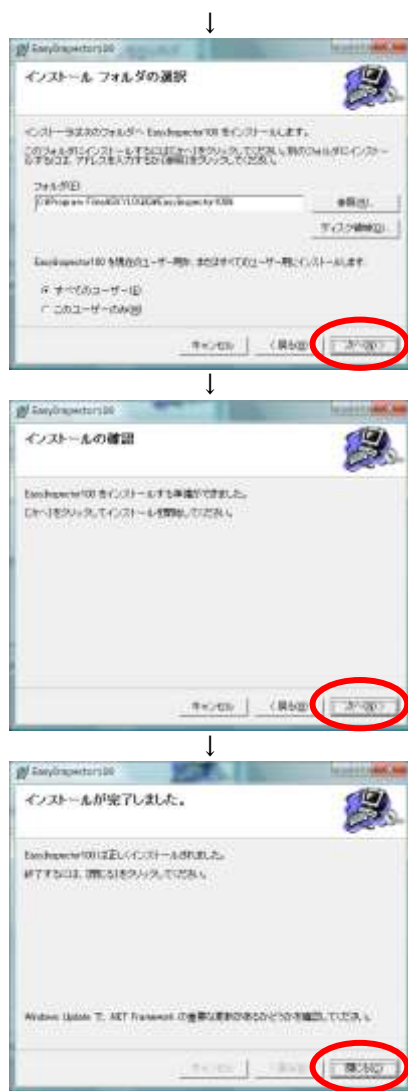 ↓
EasyInspector100
インストール フォルダの選択
インストーラは次のフォルダへ EasyInspector100 をインストールします。
このフォルダにインストールするには[次へ]をクリックしてください。別のフォルダにインストー
ルするには、アドレスを入力するか[参照]をクリックしてください。
フォルダ(F):
参照(R)...
ディスク領域(D)...
EasyInspector100 を現在のユーザー用か、またはすべてのユーザー用にインストールします:
すべてのユーザー(E)
このユーザーのみ(M)
キャンセル < 戻る(B) 次へ(N) >
↓
EasyInspector100
インストールの確認
EasyInspector100 をインストールする準備ができました。
[次へ]をクリックしてインストールを開始してください。
キャンセル < 戻る(B) 次へ(N) >
↓
EasyInspector100
インストールが完了しました。
EasyInspector100 は正しくインストールされました。
終了するには、[閉じる]をクリックしてください。
Windows Update で、.NET Framework の重要な更新があるかどうかを確認してください。
キャンセル < 戻る(B) 閉じる(C)